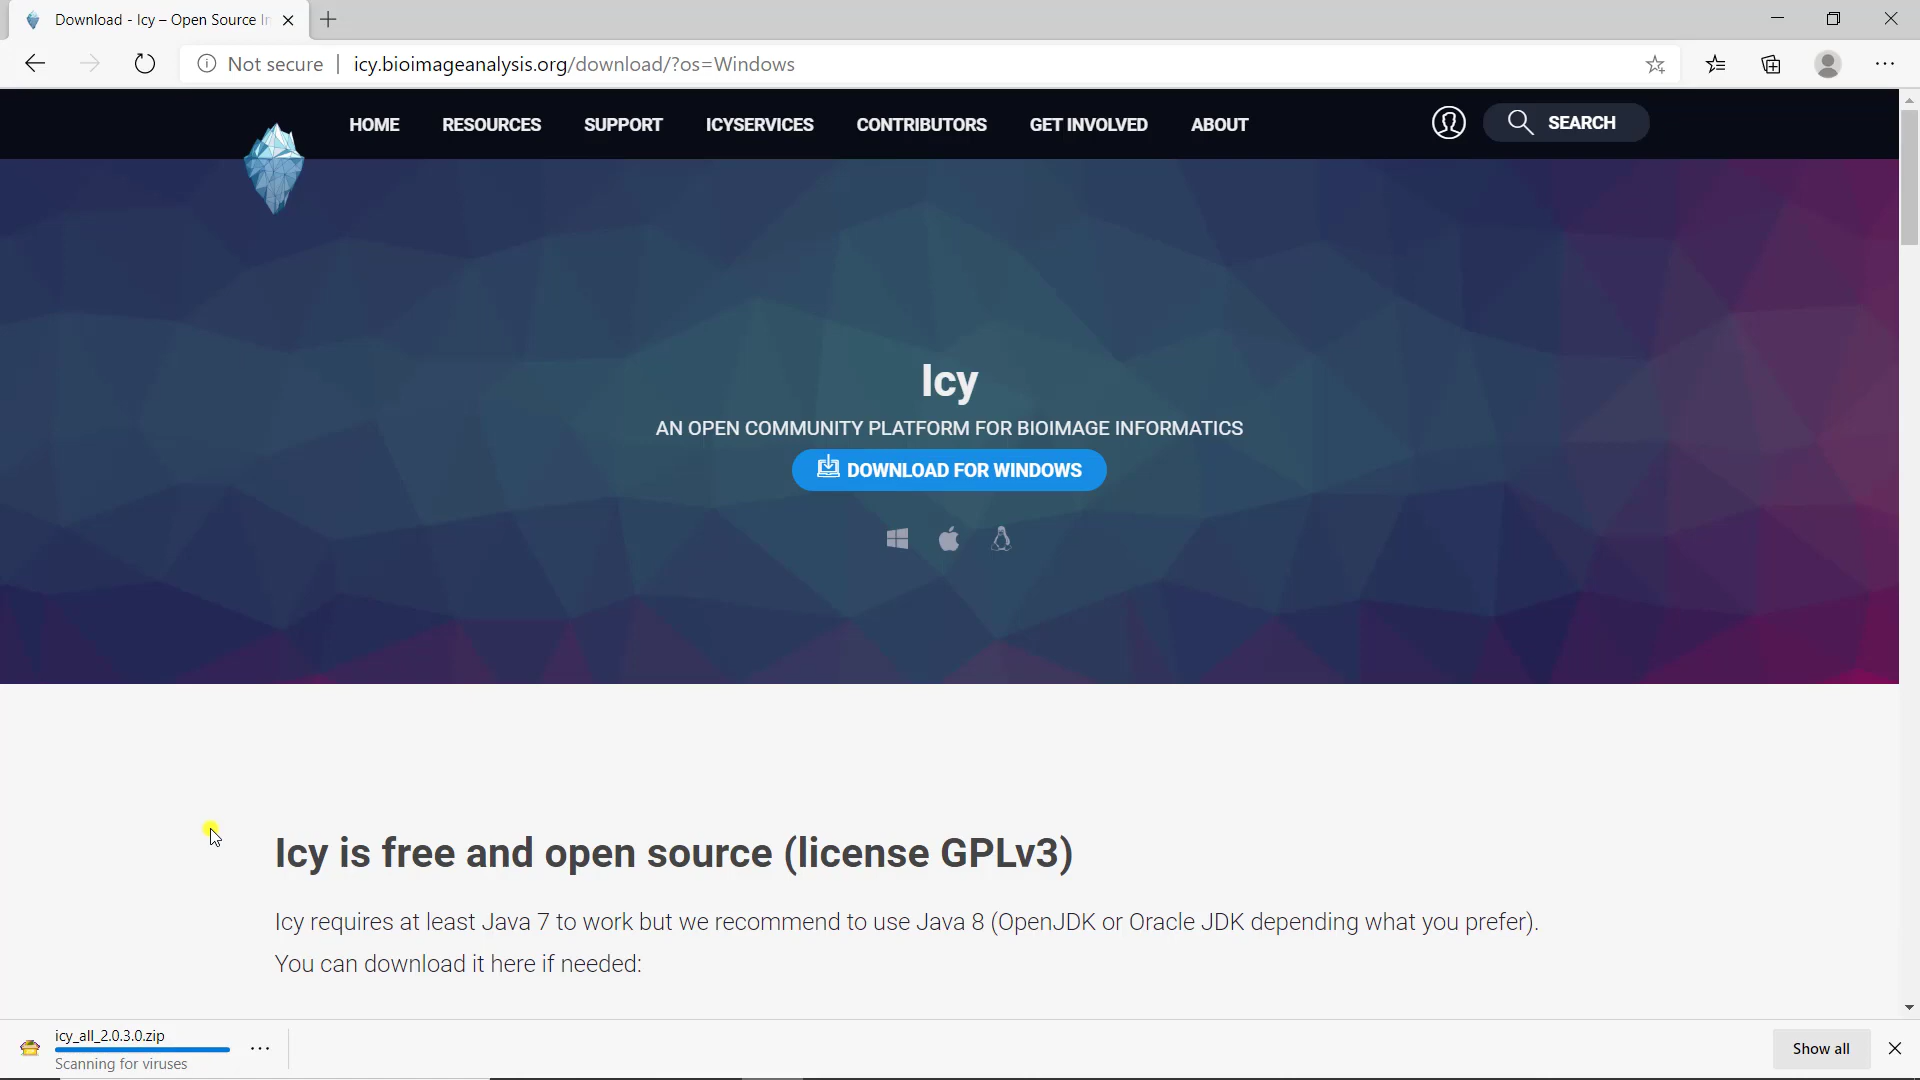 Download - Icy – Open Source I
Not secure
icy.bioimageanalysis.org/download/?os=Windows
HOME
RESOURCES
SUPPORT
ICYSERVICES
CONTRIBUTORS
GET INVOLVED
ABOUT
SEARCH
Icy
AN OPEN COMMUNITY PLATFORM FOR BIOIMAGE INFORMATICS
DOWNLOAD FOR WINDOWS
Icy is free and open source (license GPLv3)
Icy requires at least Java 7 to work but we recommend to use Java 8 (OpenJDK or Oracle JDK depending what you prefer).
You can download it here if needed:
icy_all_2.0.3.0.zip
Scanning for viruses
Show all